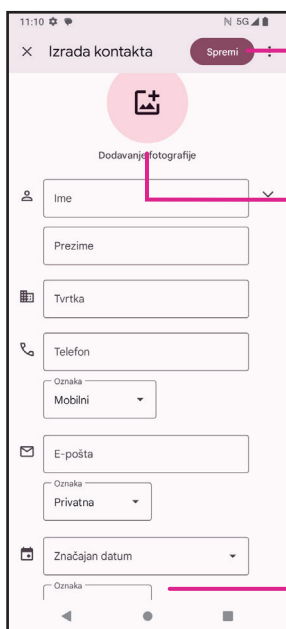 11:10 5G
Izrada kontakta Spremi
Dodavanje fotografije
Ime
Prezime
Tvrtka
Telefon
Oznaka
Mobilni
E-pošta
Oznaka
Privatna
Značajan datum
Oznaka